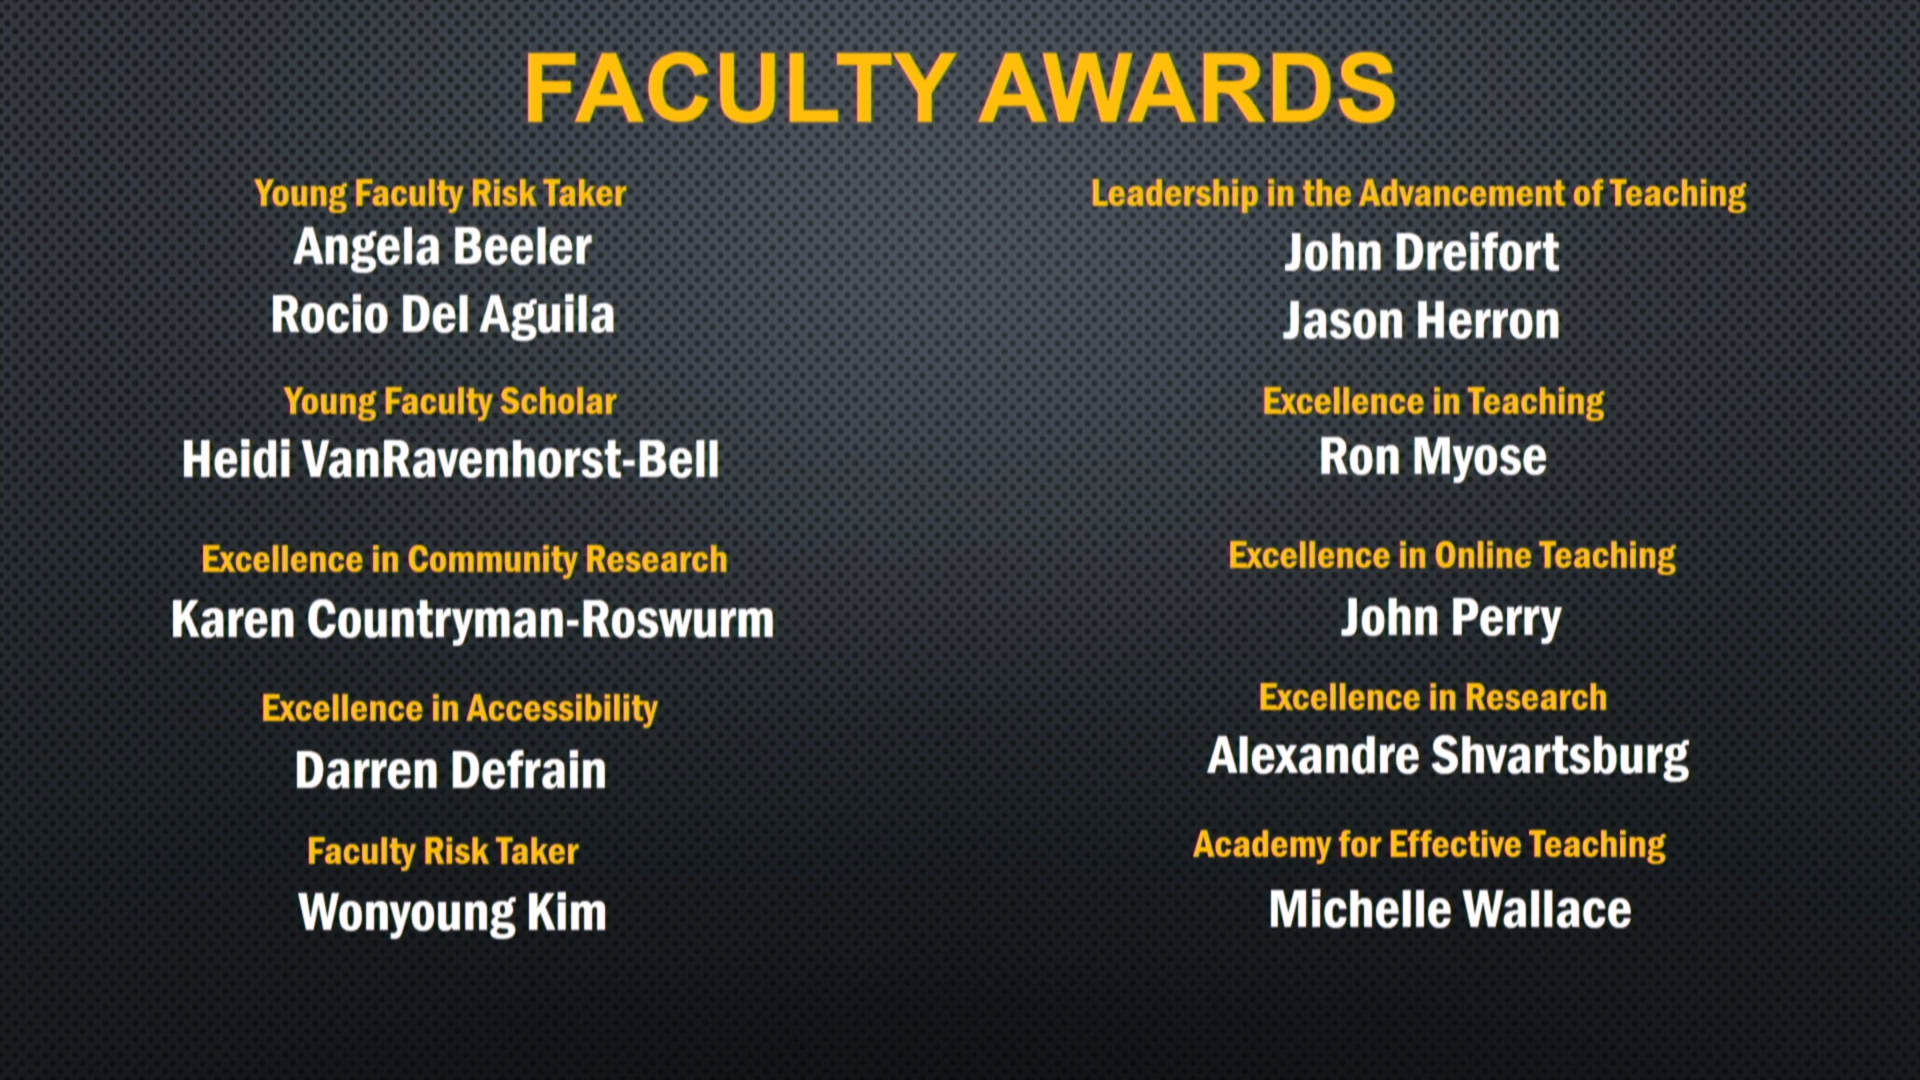 FACULTY AWARDS
Young Faculty Risk Taker
Angela Beeler
Rocio Del Aguila
Young Faculty Scholar
Heidi VanRavenhorst-Bell
Excellence in Community Research
Karen Countryman-Roswurm
Excellence in Accessibility
Darren Defrain
Faculty Risk Taker
Wonyoung Kim
Leadership in the Advancement of Teaching
John Dreifort
Jason Herron
Excellence in Teaching
Ron Myose
Excellence in Online Teaching
John Perry
Excellence in Research
Alexandre Shvartsburg
Academy for Effective Teaching
Michelle Wallace